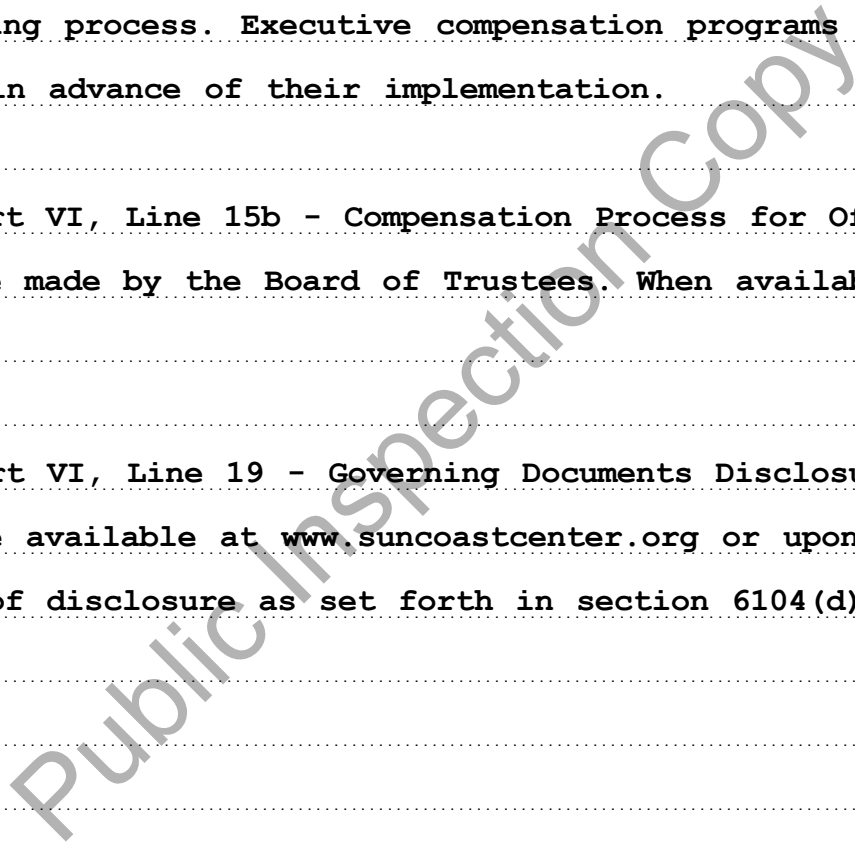 ng process. Executive compensation programs
in advance of their implementation.
rt VI, Line 15b - Compensation Process for Of
made by the Board of Trustees. When availab
rt VI, Line 19 - Governing Documents Disclosu
available at www.suncoastcenter.org or upon
of disclosure as set forth in section 6104(d)
Public Inspection Copy